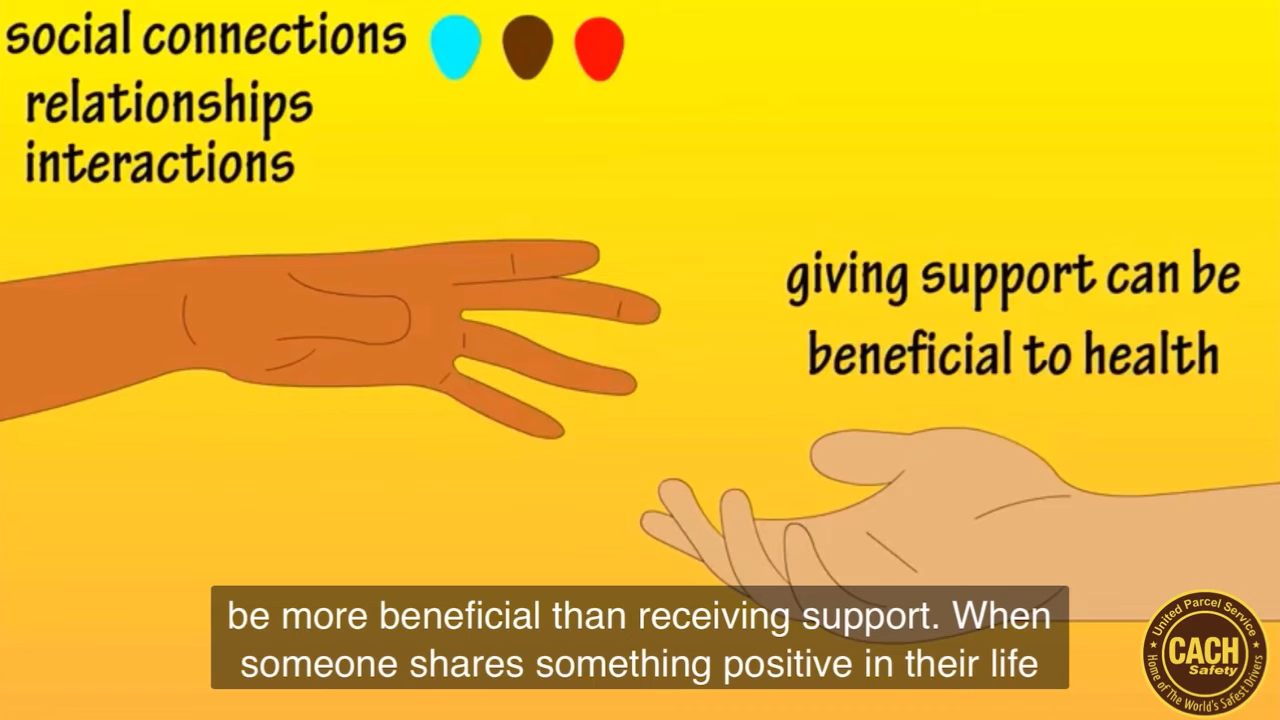 social connections
relationships
interactions
giving support can be
beneficial to health
be more beneficial than receiving support. When
someone shares something positive in their life
United Parcel Service
CACH
Safety
Home of The World's Safest Drivers